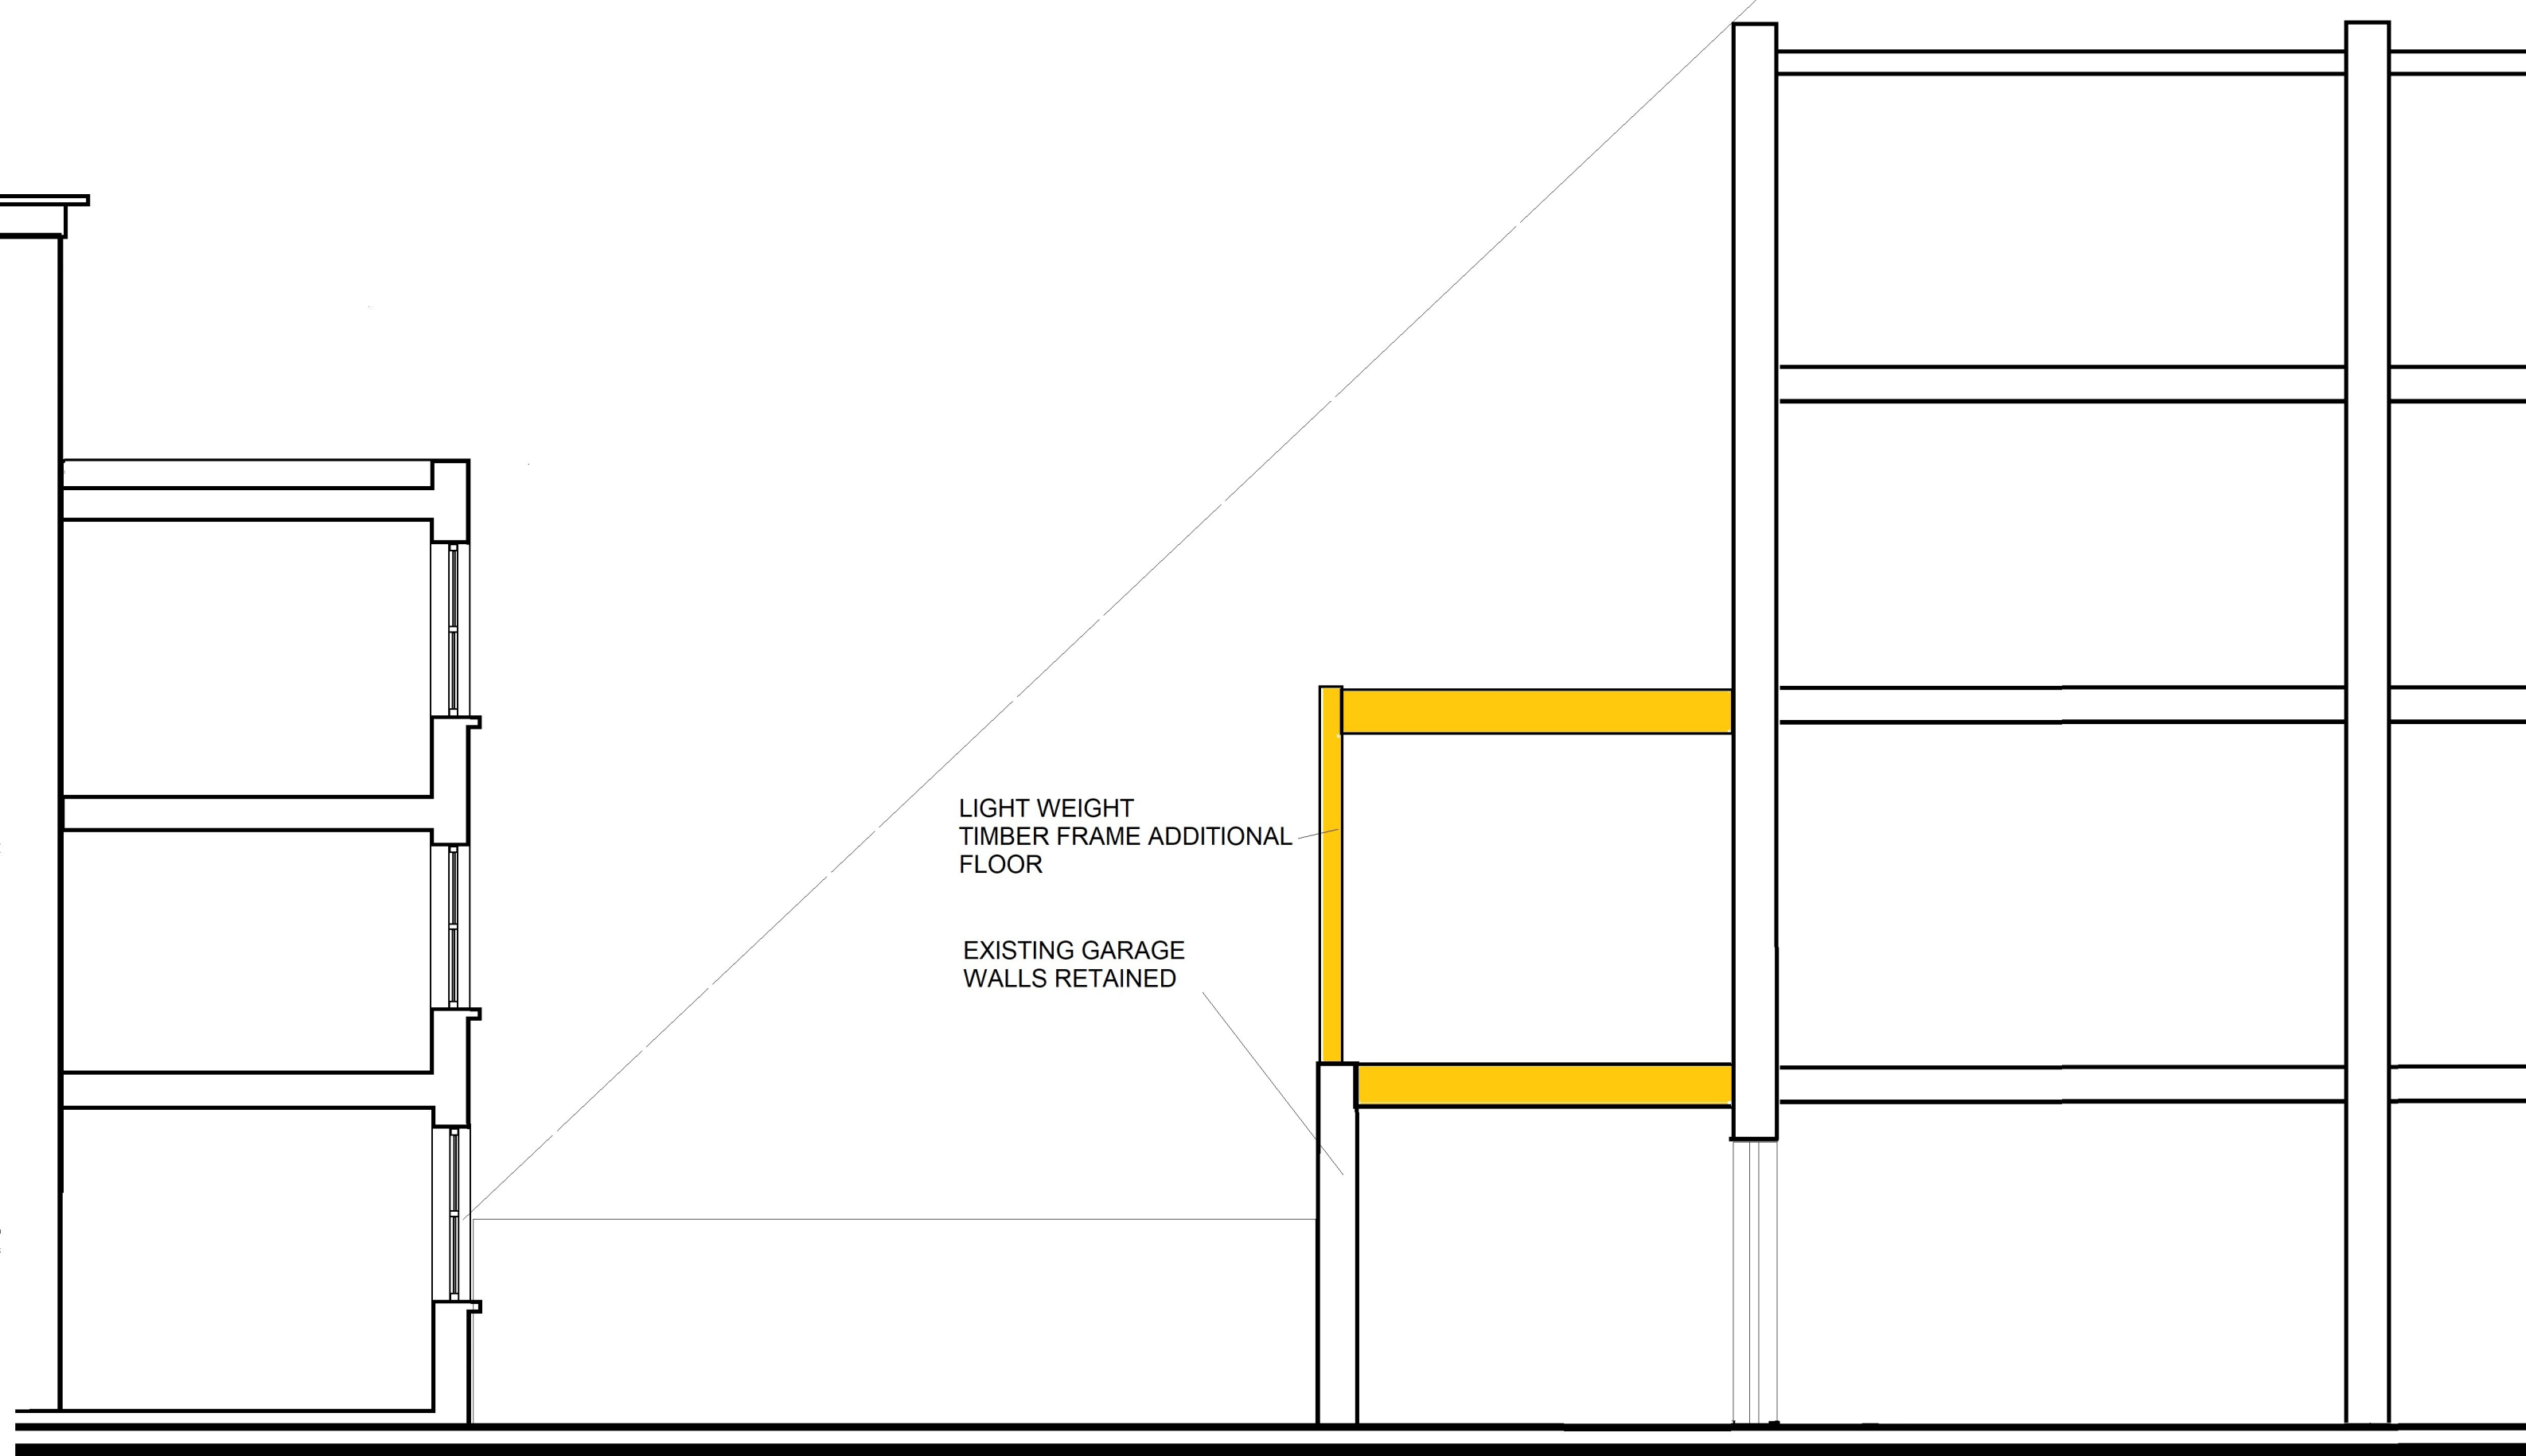 LIGHT WEIGHT
TIMBER FRAME ADDITIONAL
FLOOR
EXISTING GARAGE
WALLS RETAINED